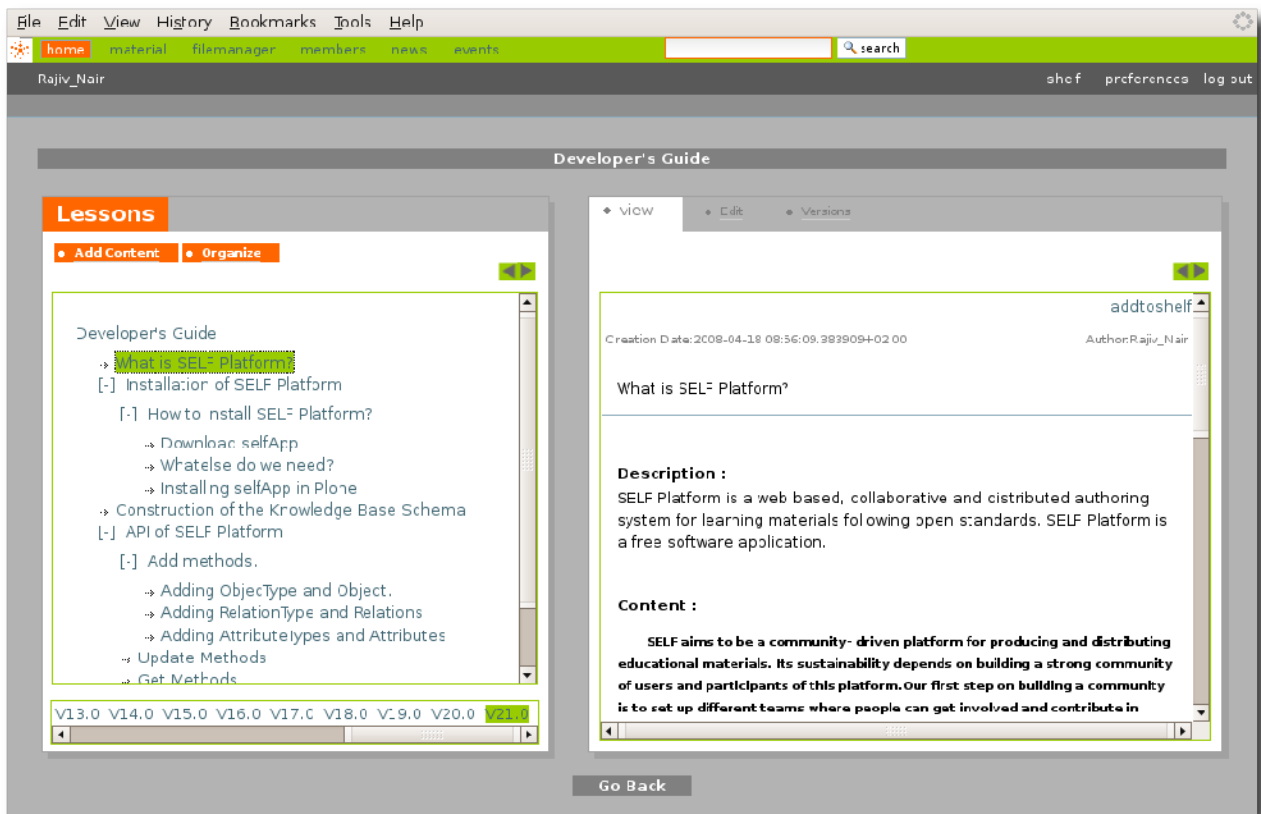 File Edit View History Bookmarks Tools Help
home material filemanager members news events search
Rajiv_Nair shelf preferences log out
Developer's Guide
Lessons
Add Content Organize
Developer's Guide
What is SELF Platform?
[-] Installation of SELF Platform
[-] How to install SELF Platform?
Download selfApp
Whatelse do we need?
Installing selfApp in Plone
Construction of the Knowledge Base Schema
[-] API of SELF Platform
[-] Add methods.
Adding ObjecType and Object.
Adding RelationType and Relations
Adding AttributeTypes and Attributes
Update Methods
Get Methods
V13.0 V14.0 V15.0 V16.0 V17.0 V18.0 V19.0 V20.0 V21.0
view Edit Versions
addtoshelf
Creation Date:2008-04-18 08:56:09.383909+02:00 Author:Rajiv_Nair
What is SELF Platform?
Description :
SELF Platform is a web based, collaborative and distributed authoring
system for learning materials following open standards. SELF Platform is
a free software application.
Content :
SELF aims to be a community- driven platform for producing and distributing
educational materials. Its sustainability depends on building a strong community
of users and participants of this platform.Our first step on building a community
is to set up different teams where people can get involved and contribute in
Go Back